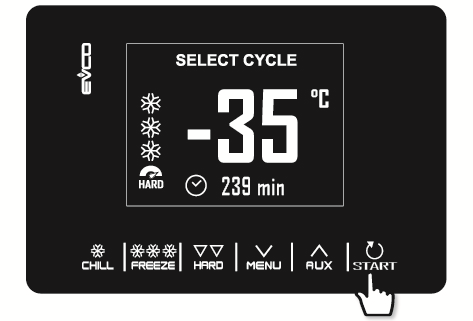 EVCO
SELECT CYCLE
-35 °C
HARD
239 min
CHILL FREEZE HARD MENU AUX START